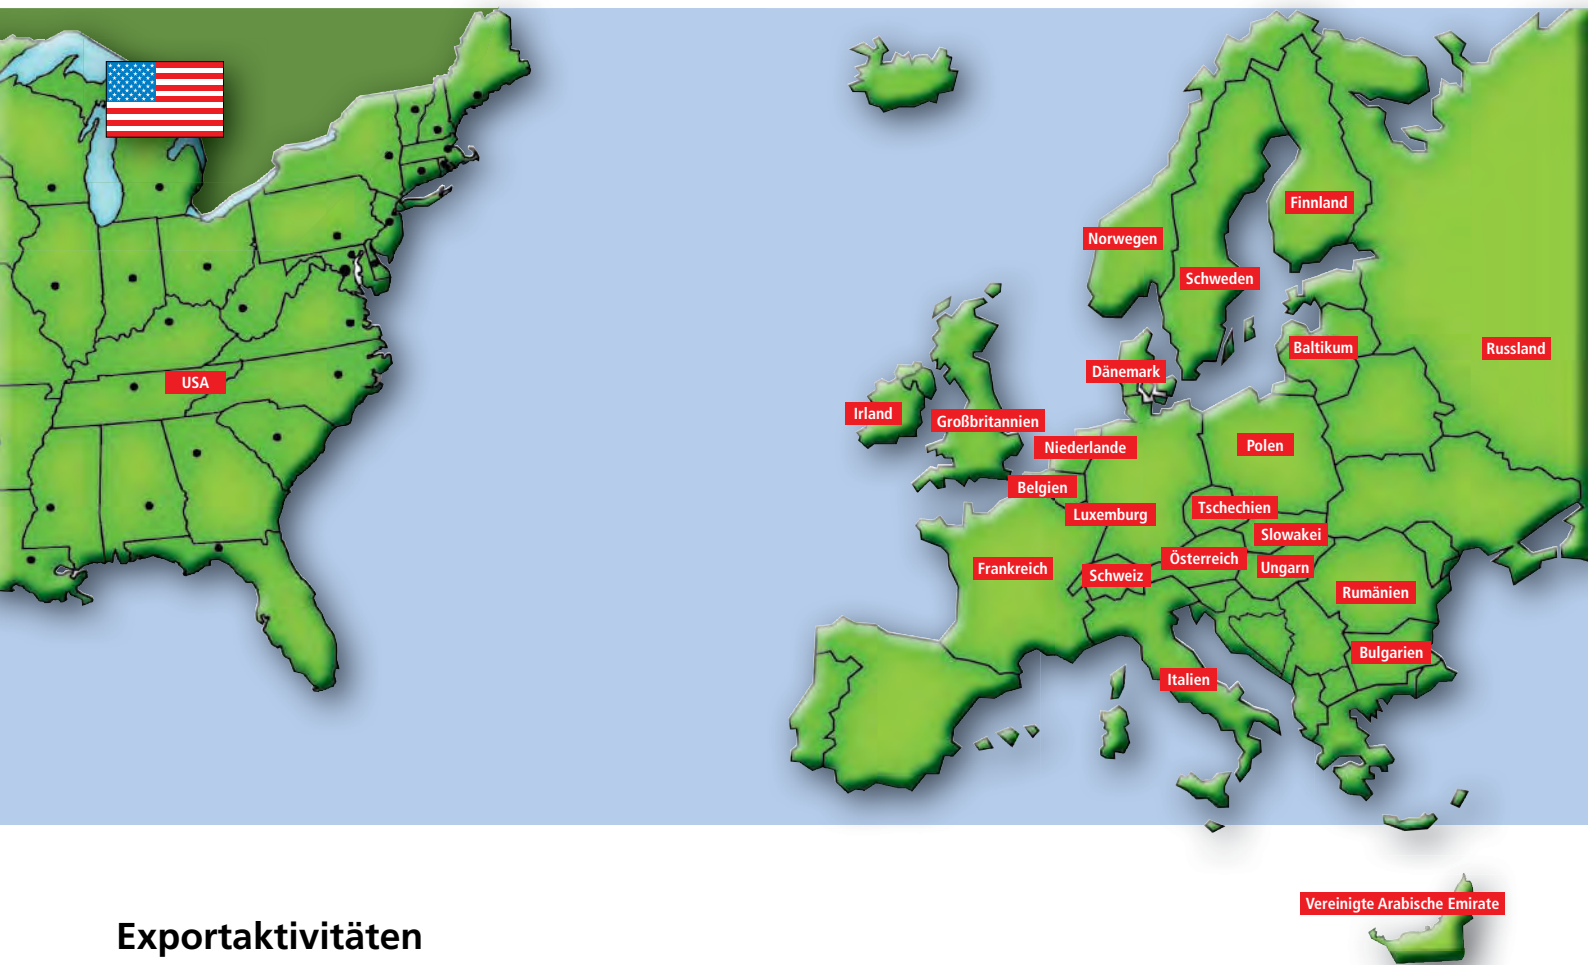 Finnland
Norwegen
Schweden
Baltikum
Russland
Dänemark
USA
Irland
Großbritannien
Niederlande
Polen
Belgien
Tschechien
Luxemburg
Slowakei
Österreich
Frankreich
Ungarn
Schweiz
Rumänien
Bulgarien
Italien
Vereinigte Arabische Emirate
Exportaktivitäten